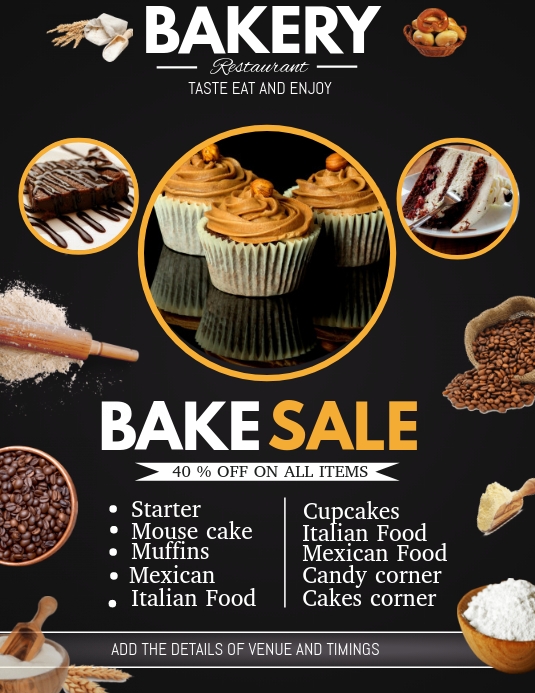 BAKERY
Restaurant
TASTE EAT AND ENJOY
BAKE SALE
40 % OFF ON ALL ITEMS
• Starter
• Mouse cake
• Muffins
• Mexican
• Italian Food
Cupcakes
Italian Food
Mexican Food
Candy corner
Cakes corner
ADD THE DETAILS OF VENUE AND TIMINGS